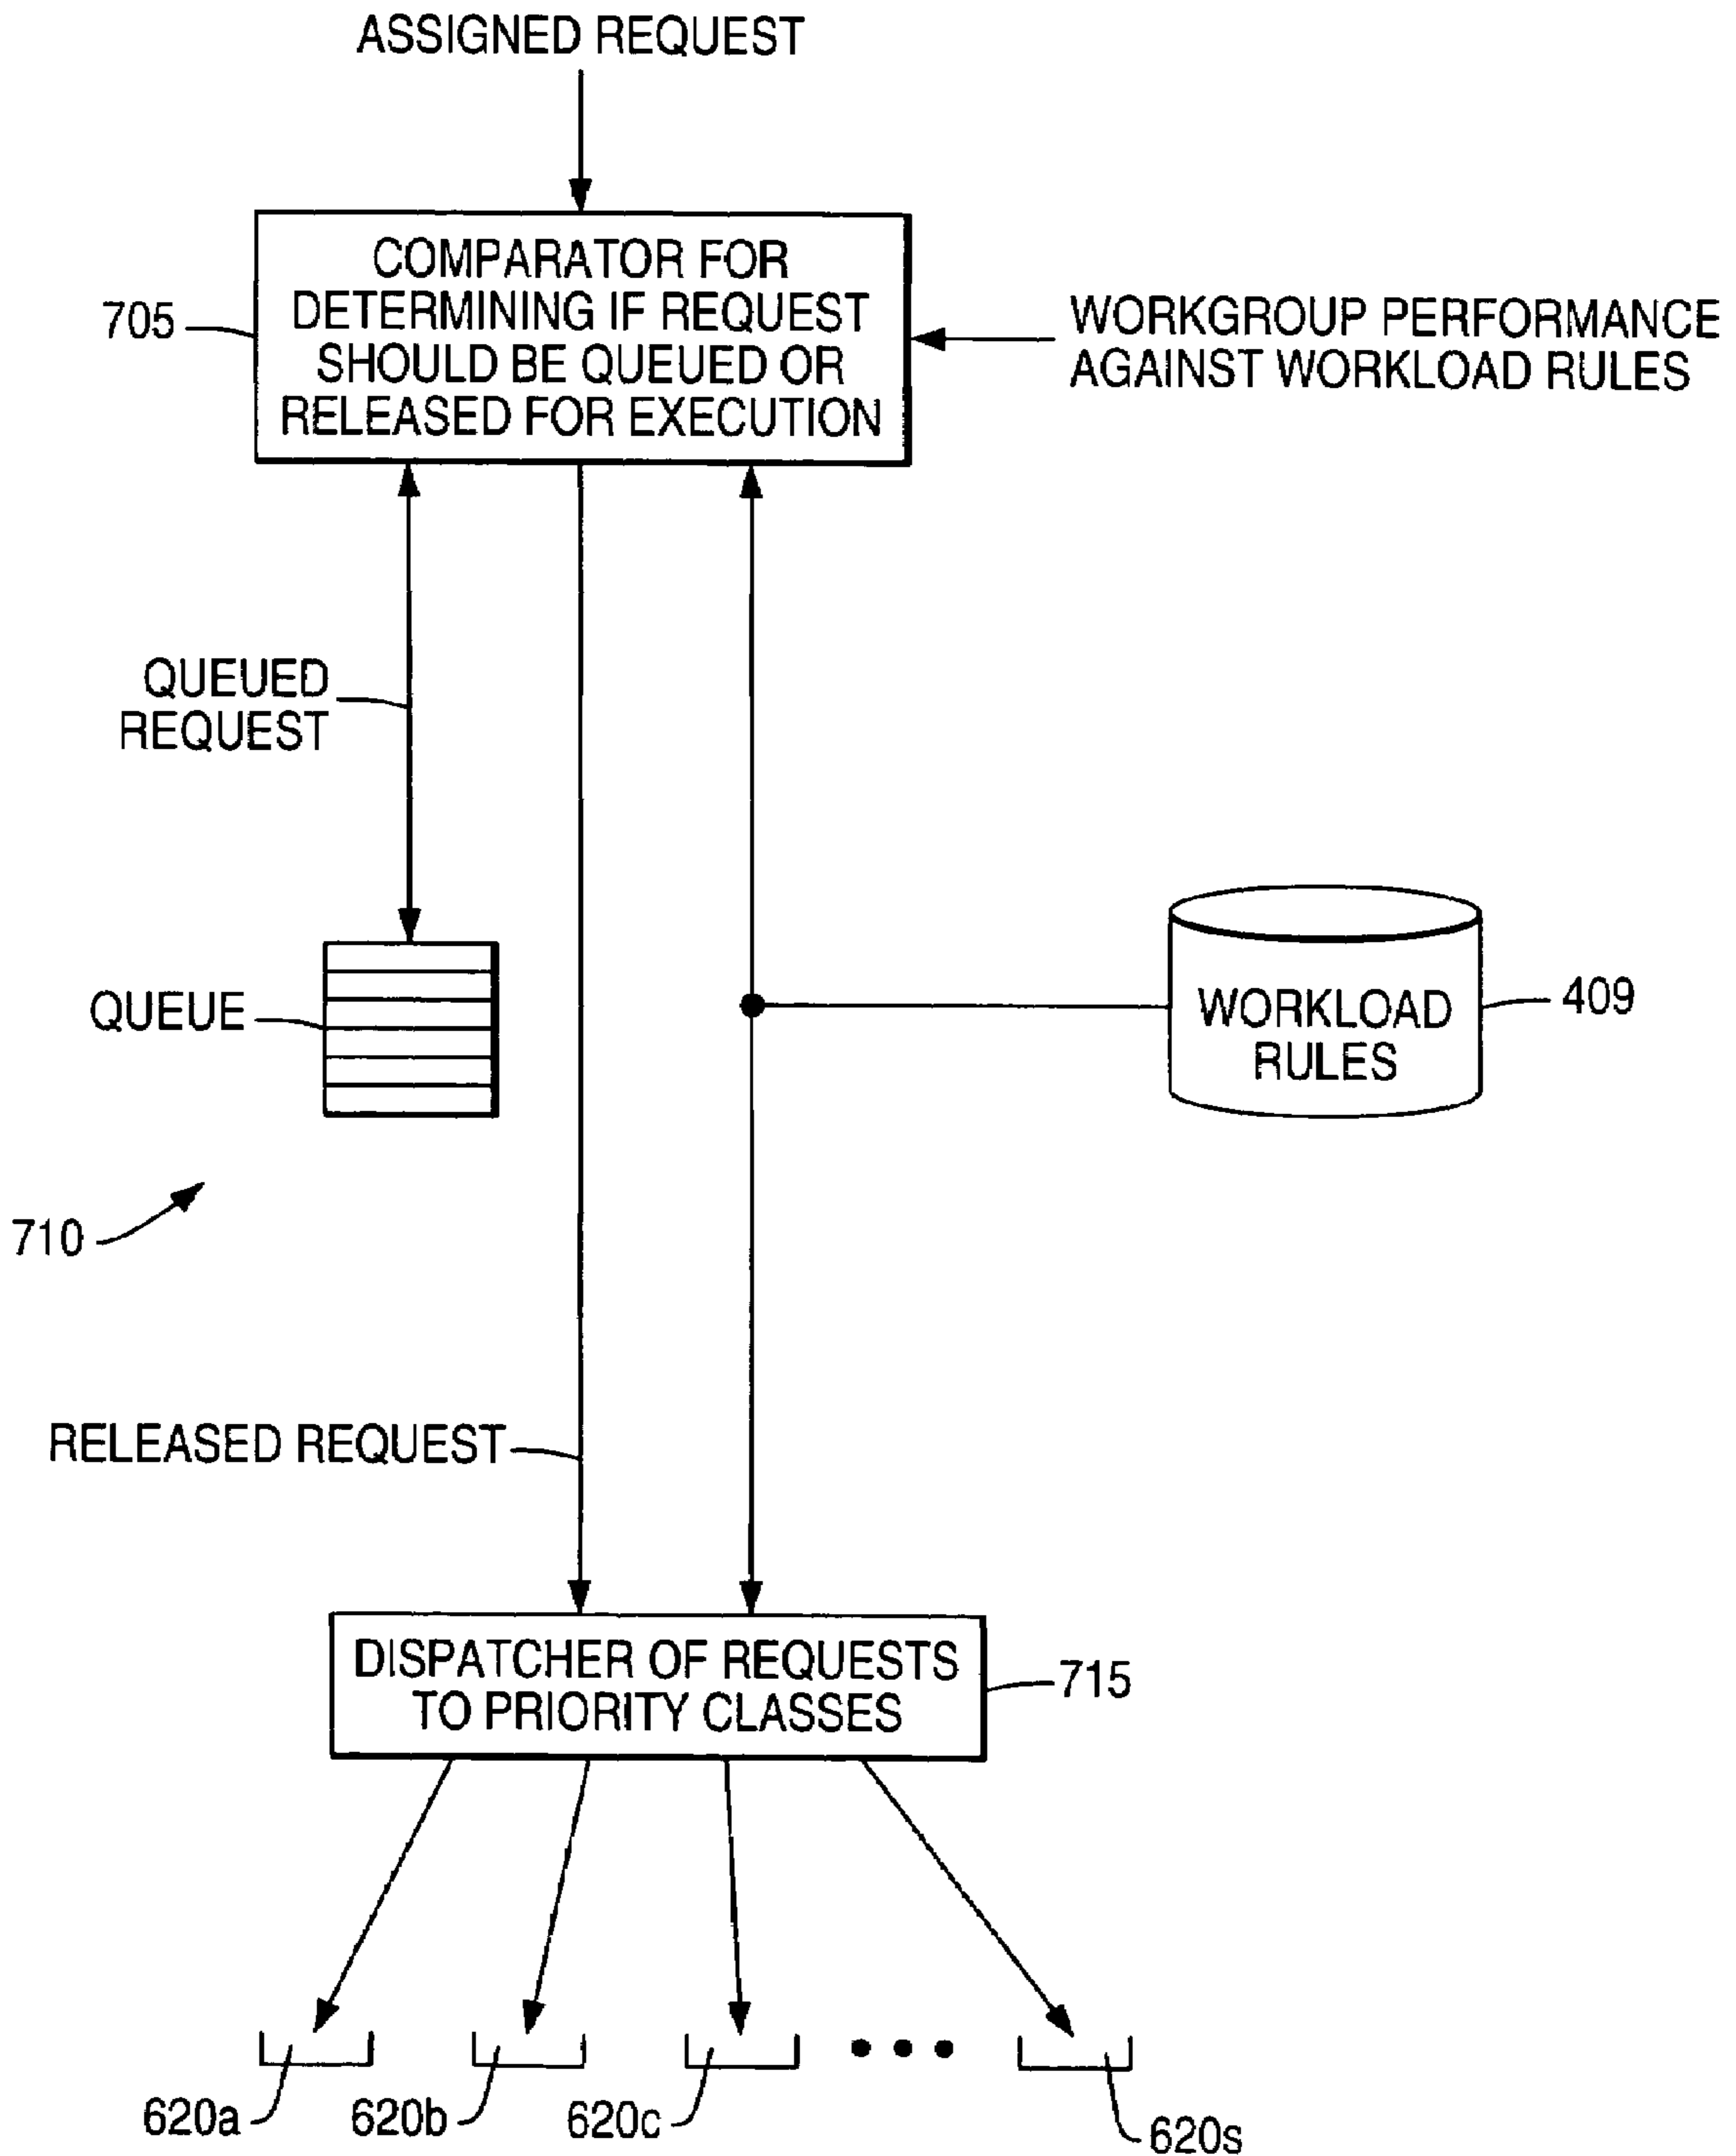 ASSIGNED REQUEST
COMPARATOR FOR
DETERMINING IF REQUEST
SHOULD BE QUEUED OR
RELEASED FOR EXECUTION
705
WORKGROUP PERFORMANCE
AGAINST WORKLOAD RULES
QUEUED
REQUEST
QUEUE
WORKLOAD
RULES
409
710
RELEASED REQUEST
DISPATCHER OF REQUESTS
TO PRIORITY CLASSES
715
620a
620b
620c
620s